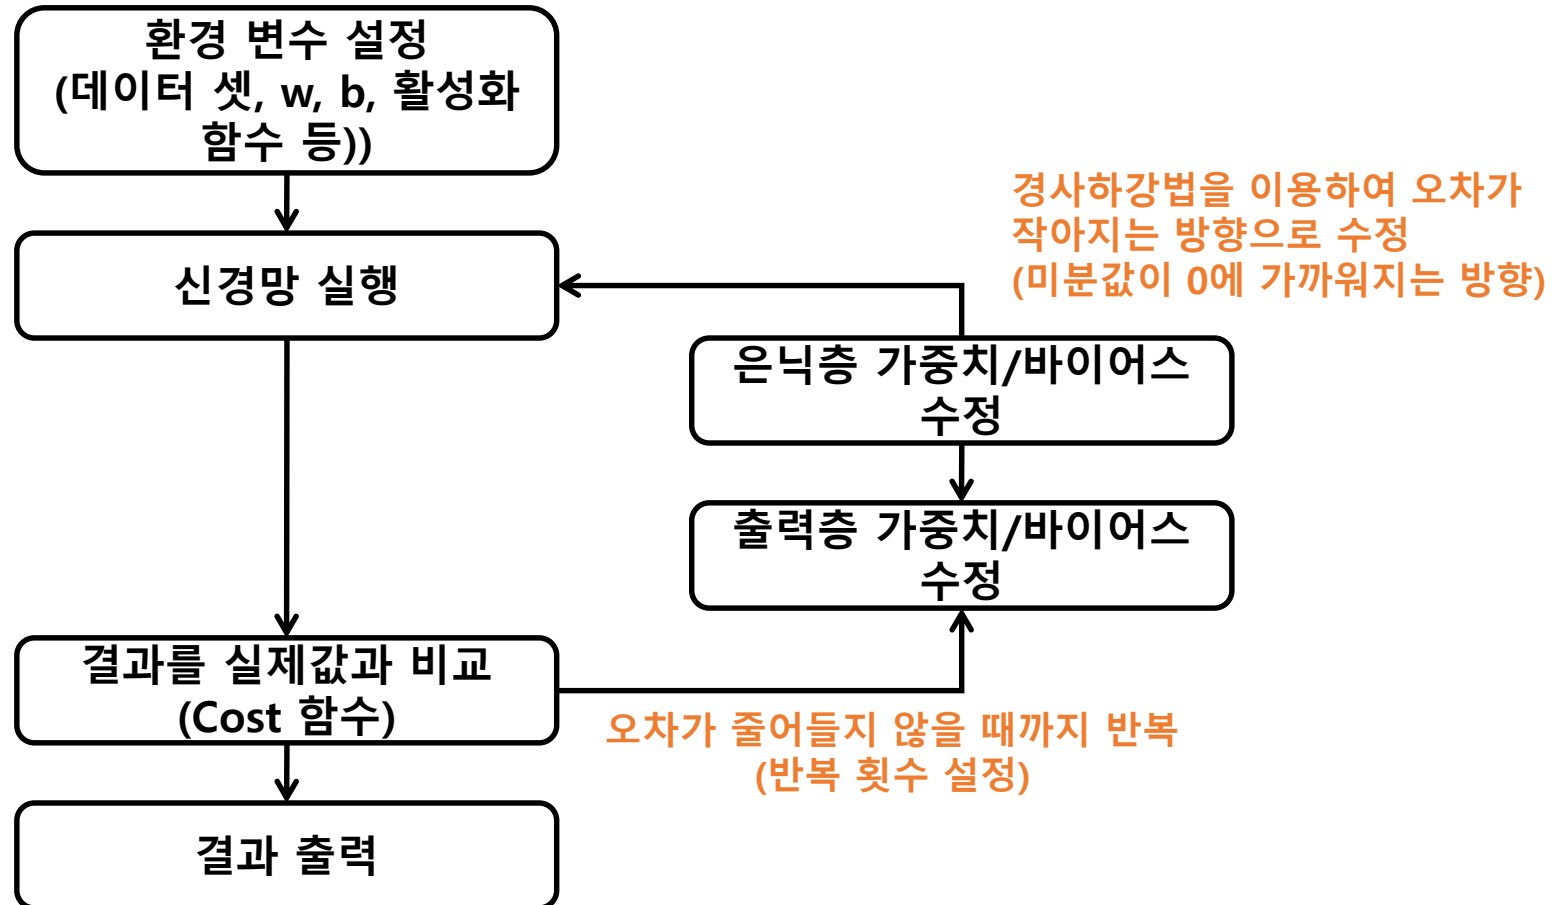 환경 변수 설정
(데이터 셋, w, b, 활성화
함수 등))
신경망 실행
경사하강법을 이용하여 오차가
작아지는 방향으로 수정
(미분값이 0에 가까워지는 방향)
은닉층 가중치/바이어스
수정
출력층 가중치/바이어스
수정
결과를 실제값과 비교
(Cost 함수)
오차가 줄어들지 않을 때까지 반복
(반복 횟수 설정)
결과 출력